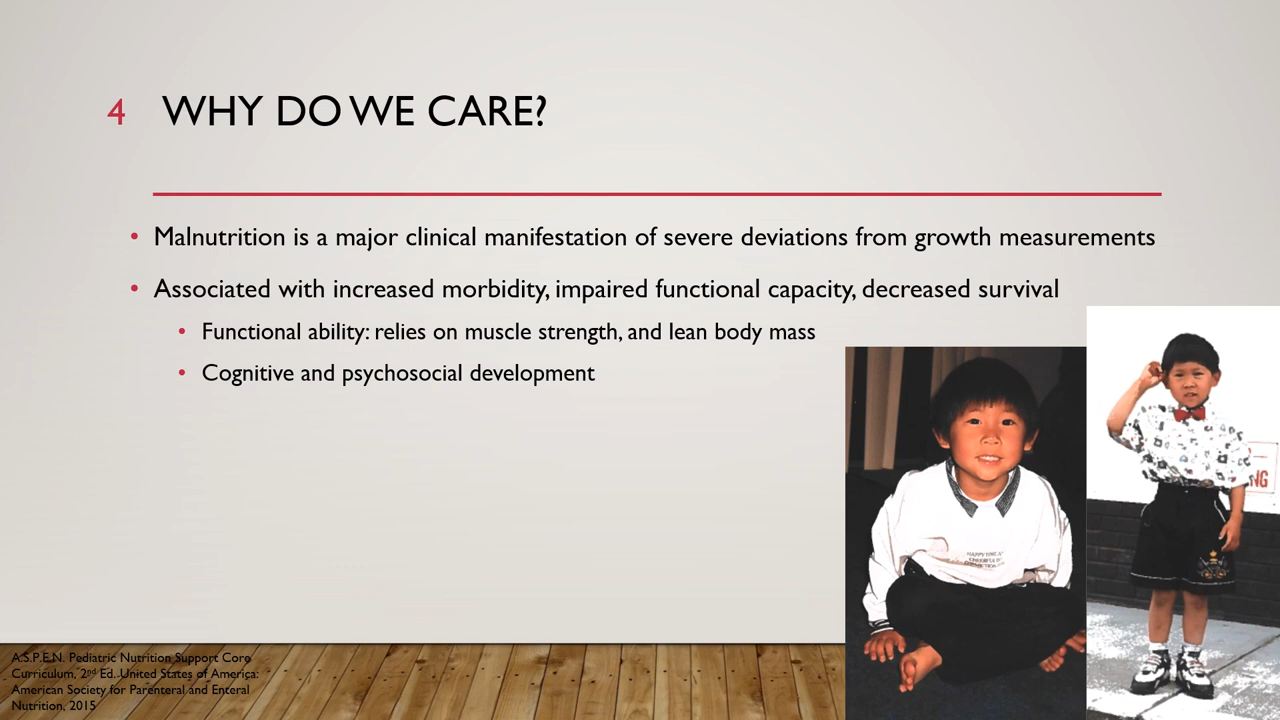 4 WHY DO WE CARE?
• Malnutrition is a major clinical manifestation of severe deviations from growth measurements
• Associated with increased morbidity, impaired functional capacity, decreased survival
• Functional ability: relies on muscle strength, and lean body mass
• Cognitive and psychosocial development
A.S.P.E.N. Pediatric Nutrition Support Core
Curriculum, 2nd Ed. United States of America:
American Society for Parenteral and Enteral
Nutrition, 2015
NG